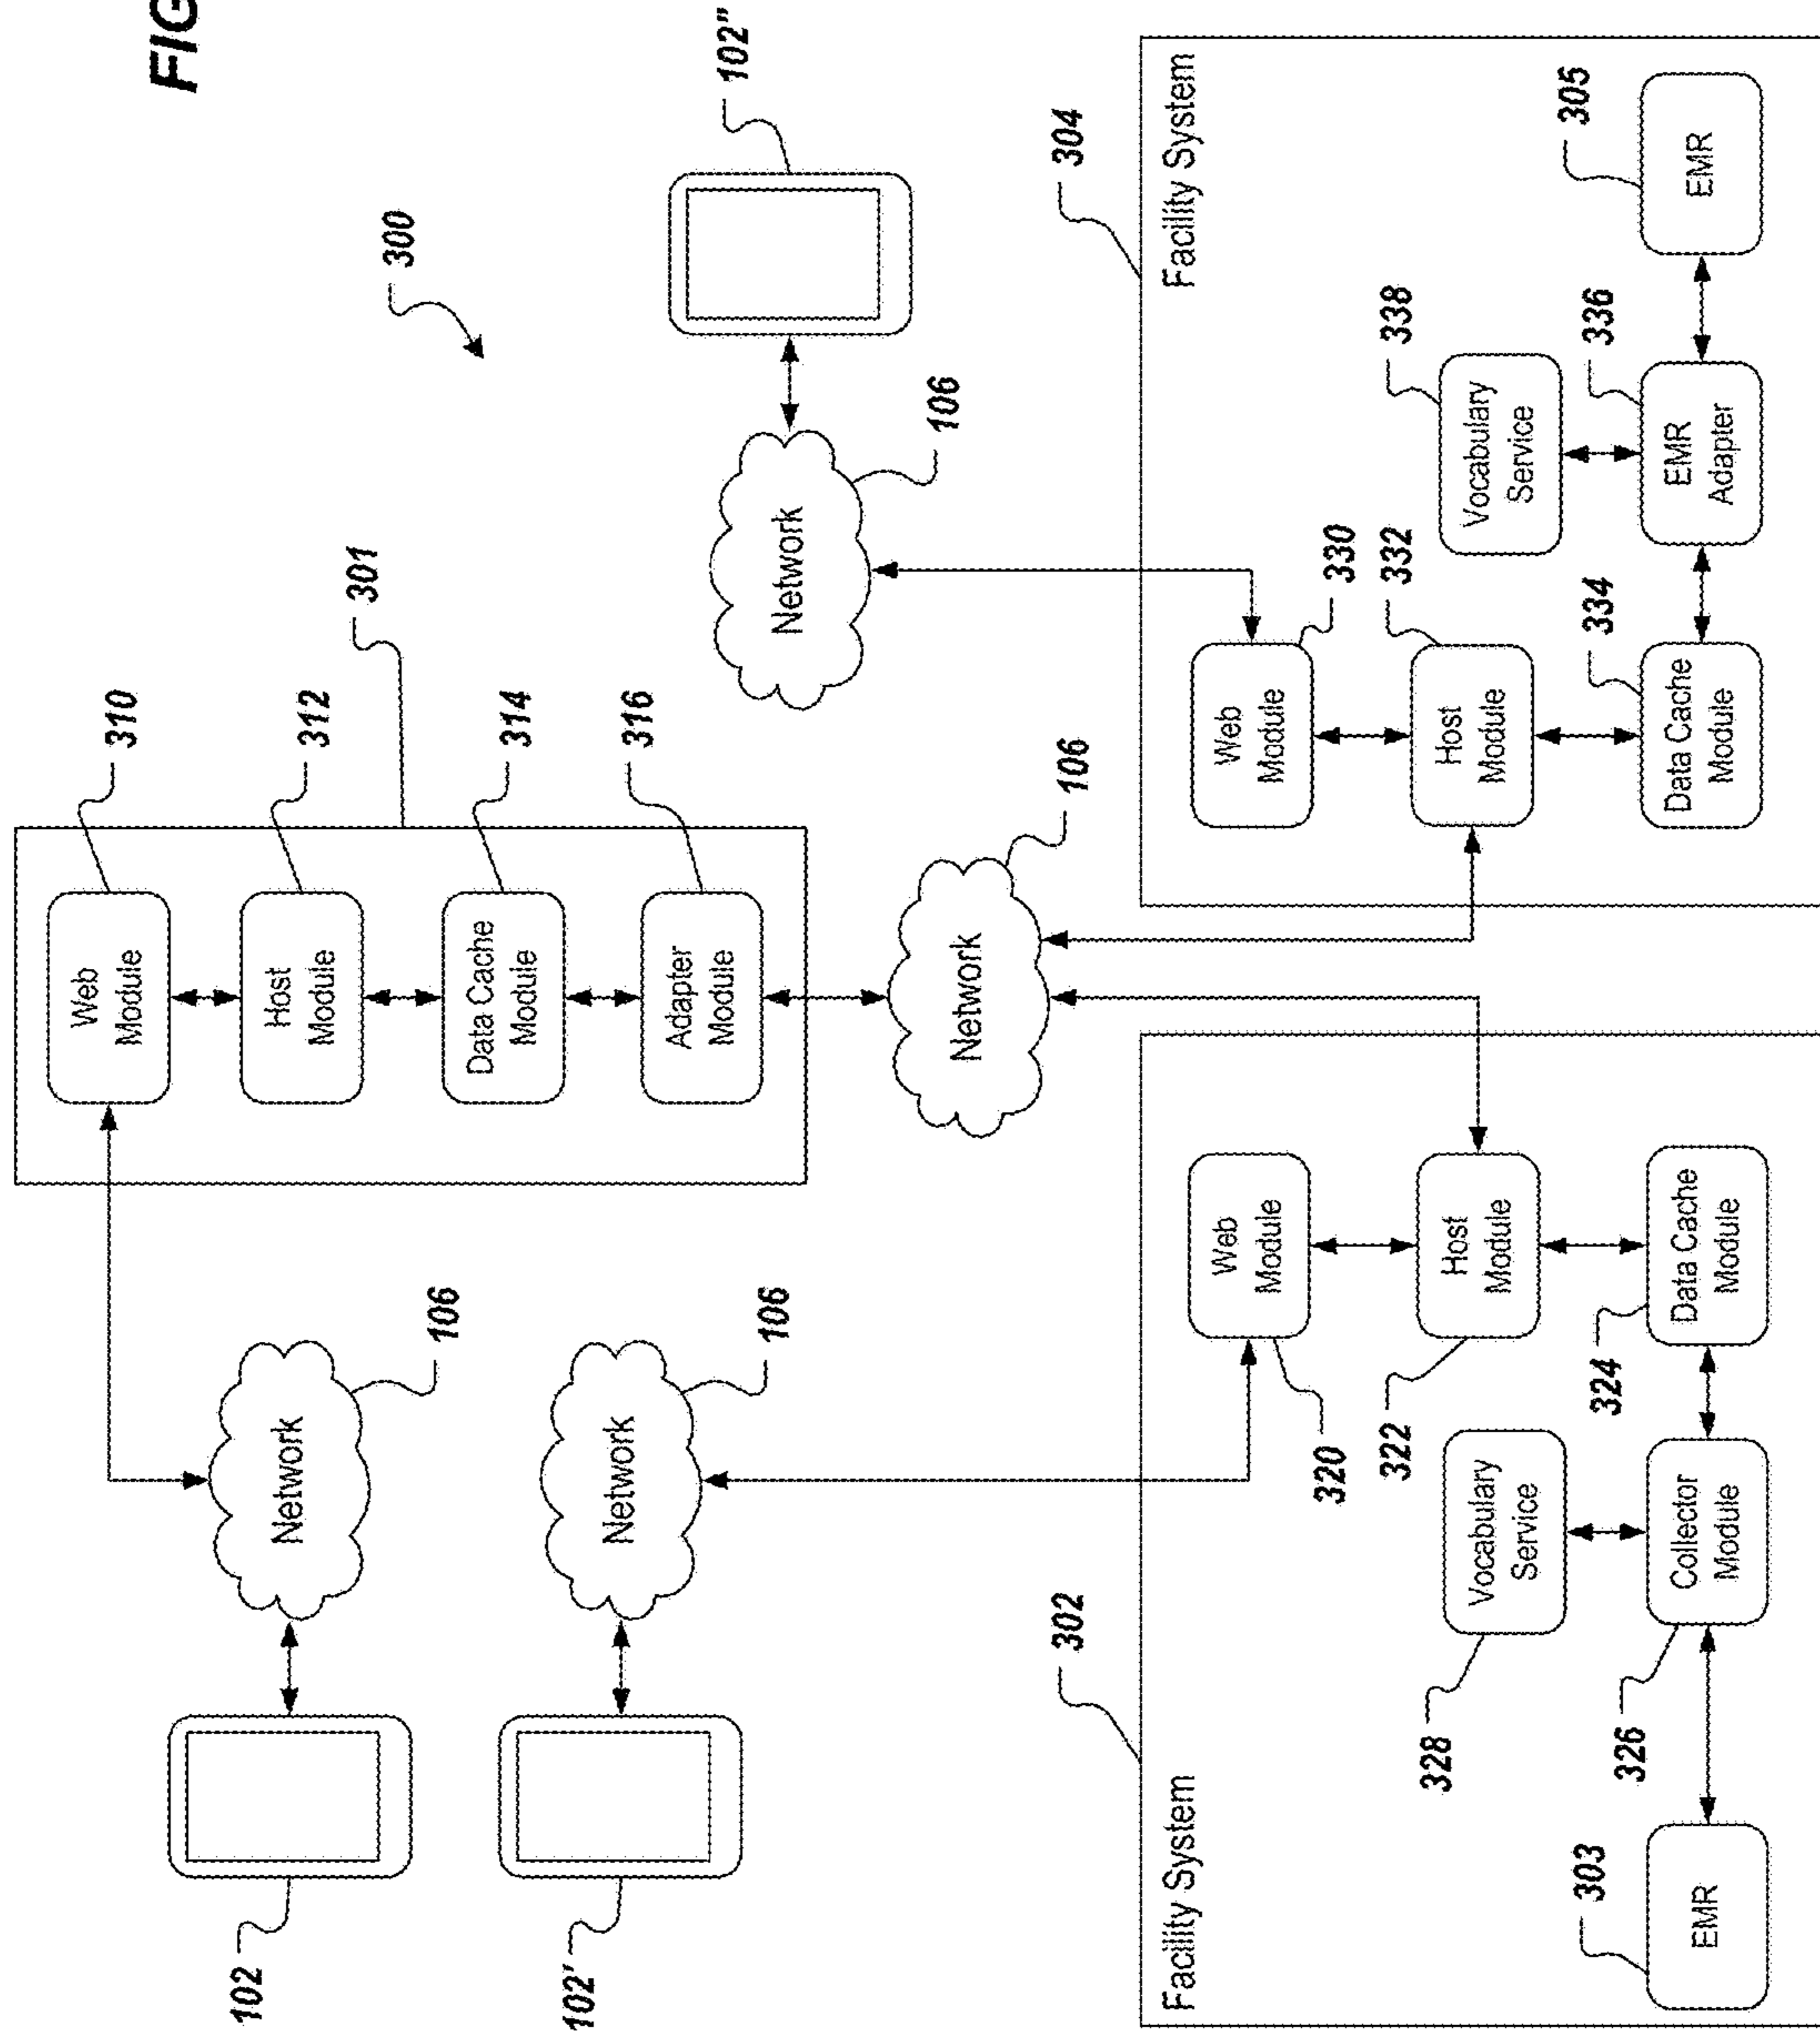 FIG
310
Web
Module
312
Host
Module
314
Data Cache
Module
316
Adapter
Module
301
300
102
Network
106
102'
Network
106
102"
Network
106
Network
106
302
Facility System
Web
Module
320
Host
Module
322
Data Cache
Module
324
Vocabulary
Service
328
Collector
Module
326
EMR
303
304
Facility System
Web
Module
330
Host
Module
332
Data Cache
Module
334
Vocabulary
Service
338
EMR
Adapter
336
EMR
305